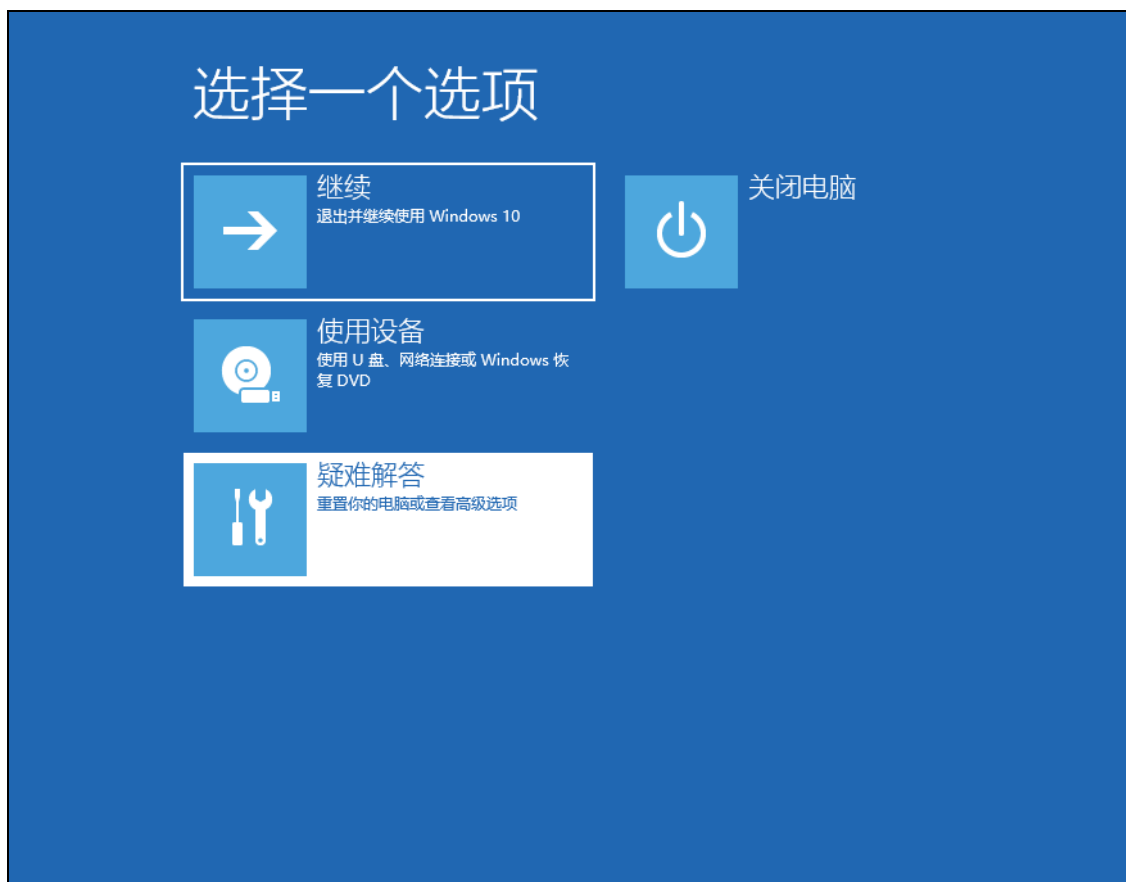 选择一个选项
继续
退出并继续使用 Windows 10
关闭电脑
使用设备
使用 U 盘、网络连接或 Windows 恢
复 DVD
疑难解答
重置你的电脑或查看高级选项